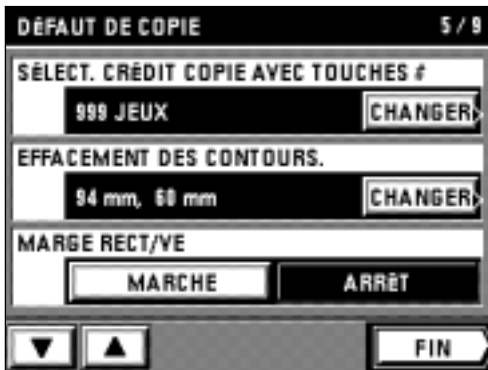 DÉFAUT DE COPIE 5/9
SÉLECT. CRÉDIT COPIE AVEC TOUCHES #
999 JEUX CHANGER
EFFACEMENT DES CONTOURS.
94 mm, 60 mm CHANGER
MARGE RECT/VE
MARCHE ARRÊT
FIN